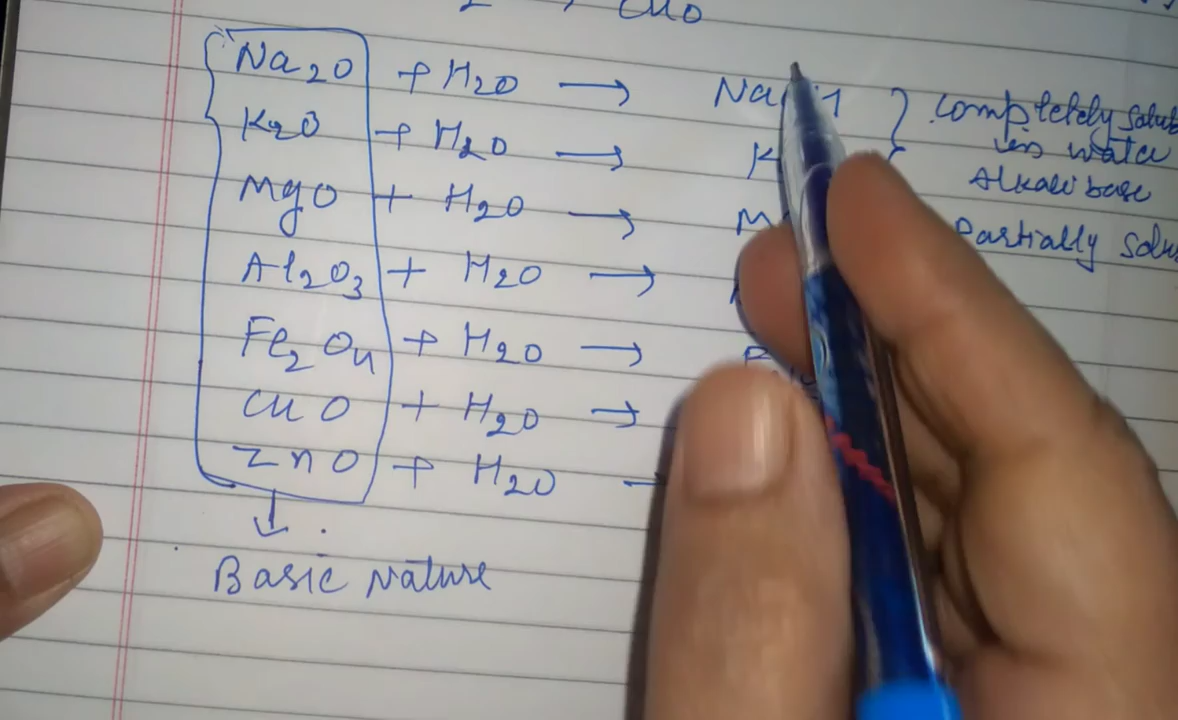 CuO
Na2O + H2O → Na
K2O + H2O → K
MgO + H2O → M
Al2O3 + H2O →
Fe2O4 + H2O → F
CuO + H2O →
ZnO + H2O →
} Completely
in water
Alkali base
Partially
↓
Basic Nature